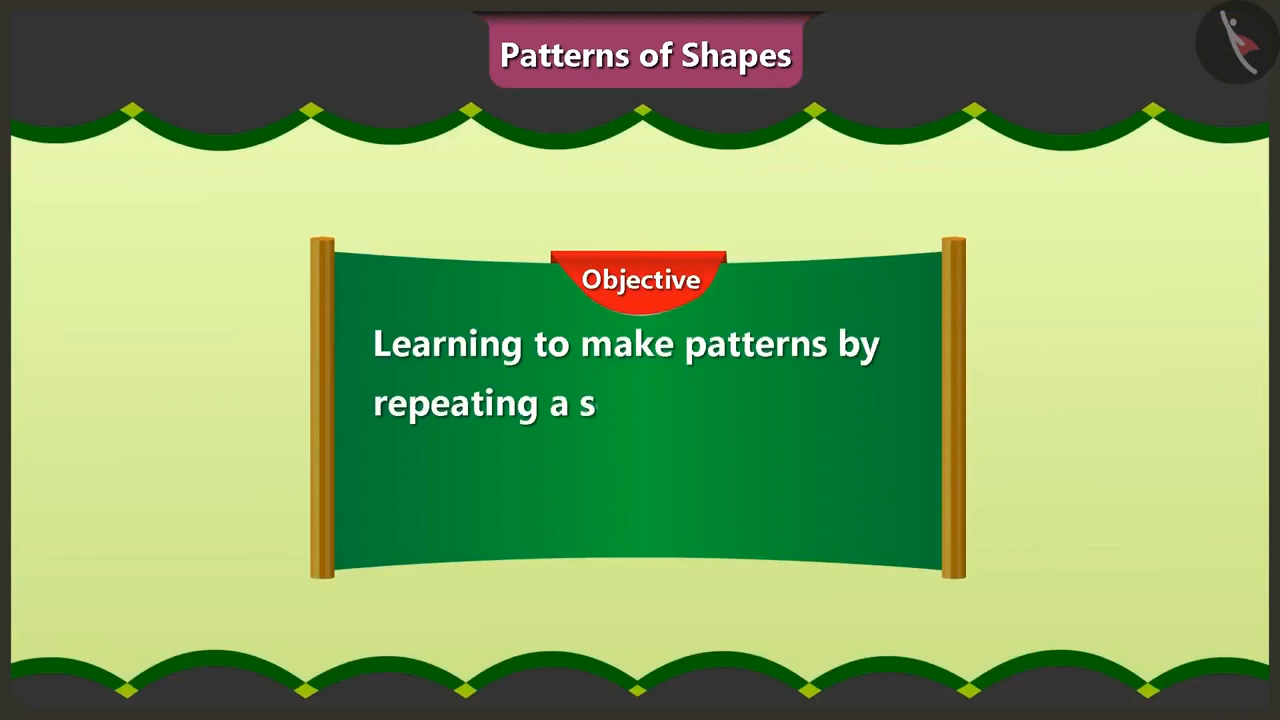 Patterns of Shapes
Objective
Learning to make patterns by
repeating a s